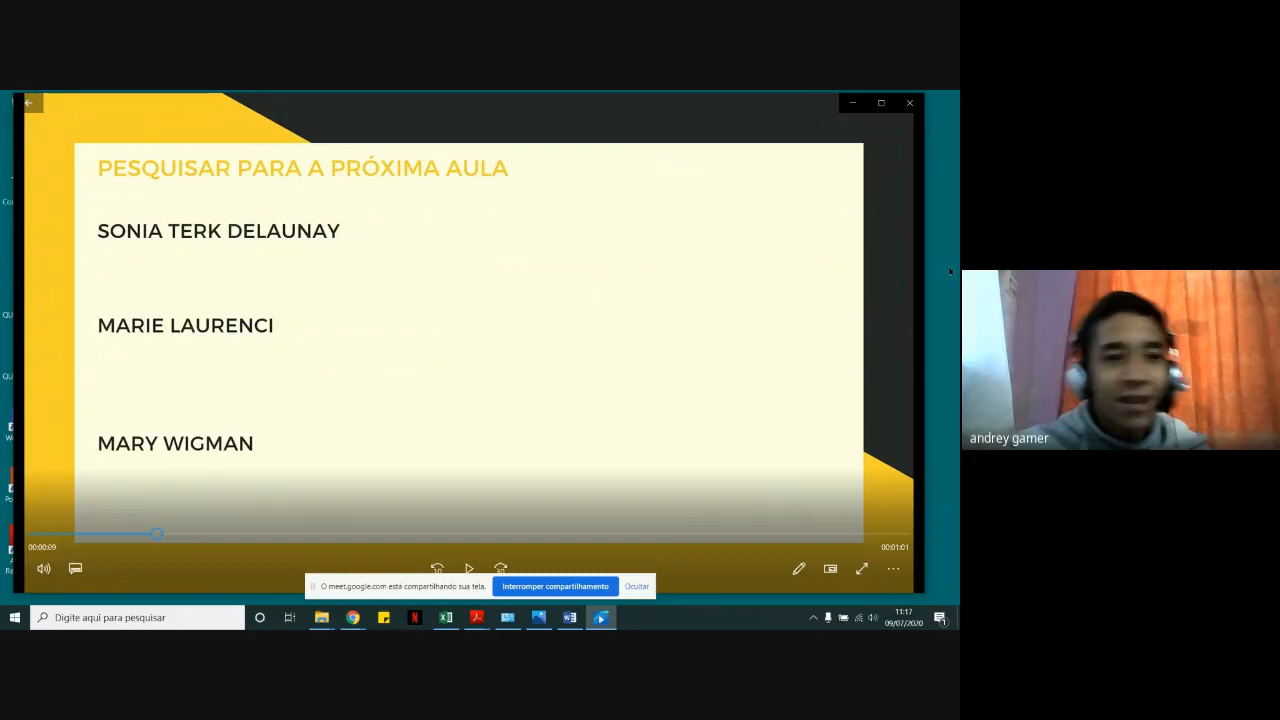 PESQUISAR PARA A PRÓXIMA AULA
SONIA TERK DELAUNAY
MARIE LAURENCI
MARY WIGMAN
00:00:09
00:01:01
10
30
O meet.google.com está compartilhando sua tela.
Interromper compartilhamento
Ocultar
Digite aqui para pesquisar
11:17
09/07/2020
andrey gamer